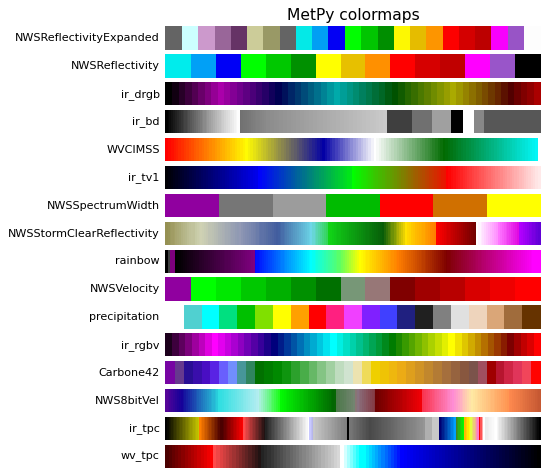 MetPy colormaps
NWSReflectivityExpanded
NWSReflectivity
ir_drgb
ir_bd
WVCIMSS
ir_tv1
NWSSpectrumWidth
NWSStormClearReflectivity
rainbow
NWSVelocity
precipitation
ir_rgbv
Carbone42
NWS8bitVel
ir_tpc
wv_tpc